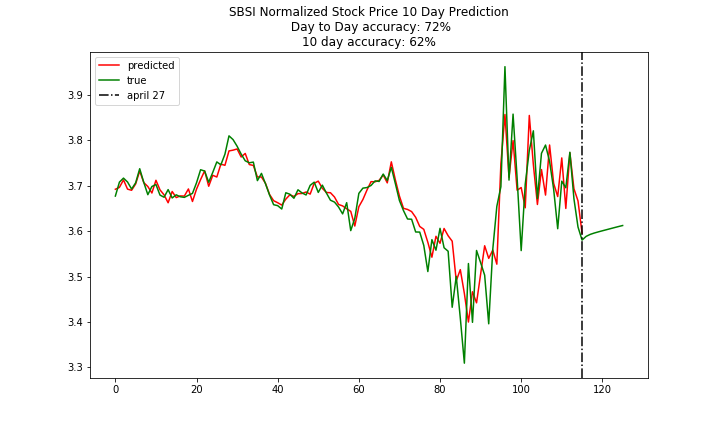 SBSI Normalized Stock Price 10 Day Prediction
Day to Day accuracy: 72%
10 day accuracy: 62%
predicted
true
april 27
3.9
3.8
3.7
3.6
3.5
3.4
3.3
0 20 40 60 80 100 120